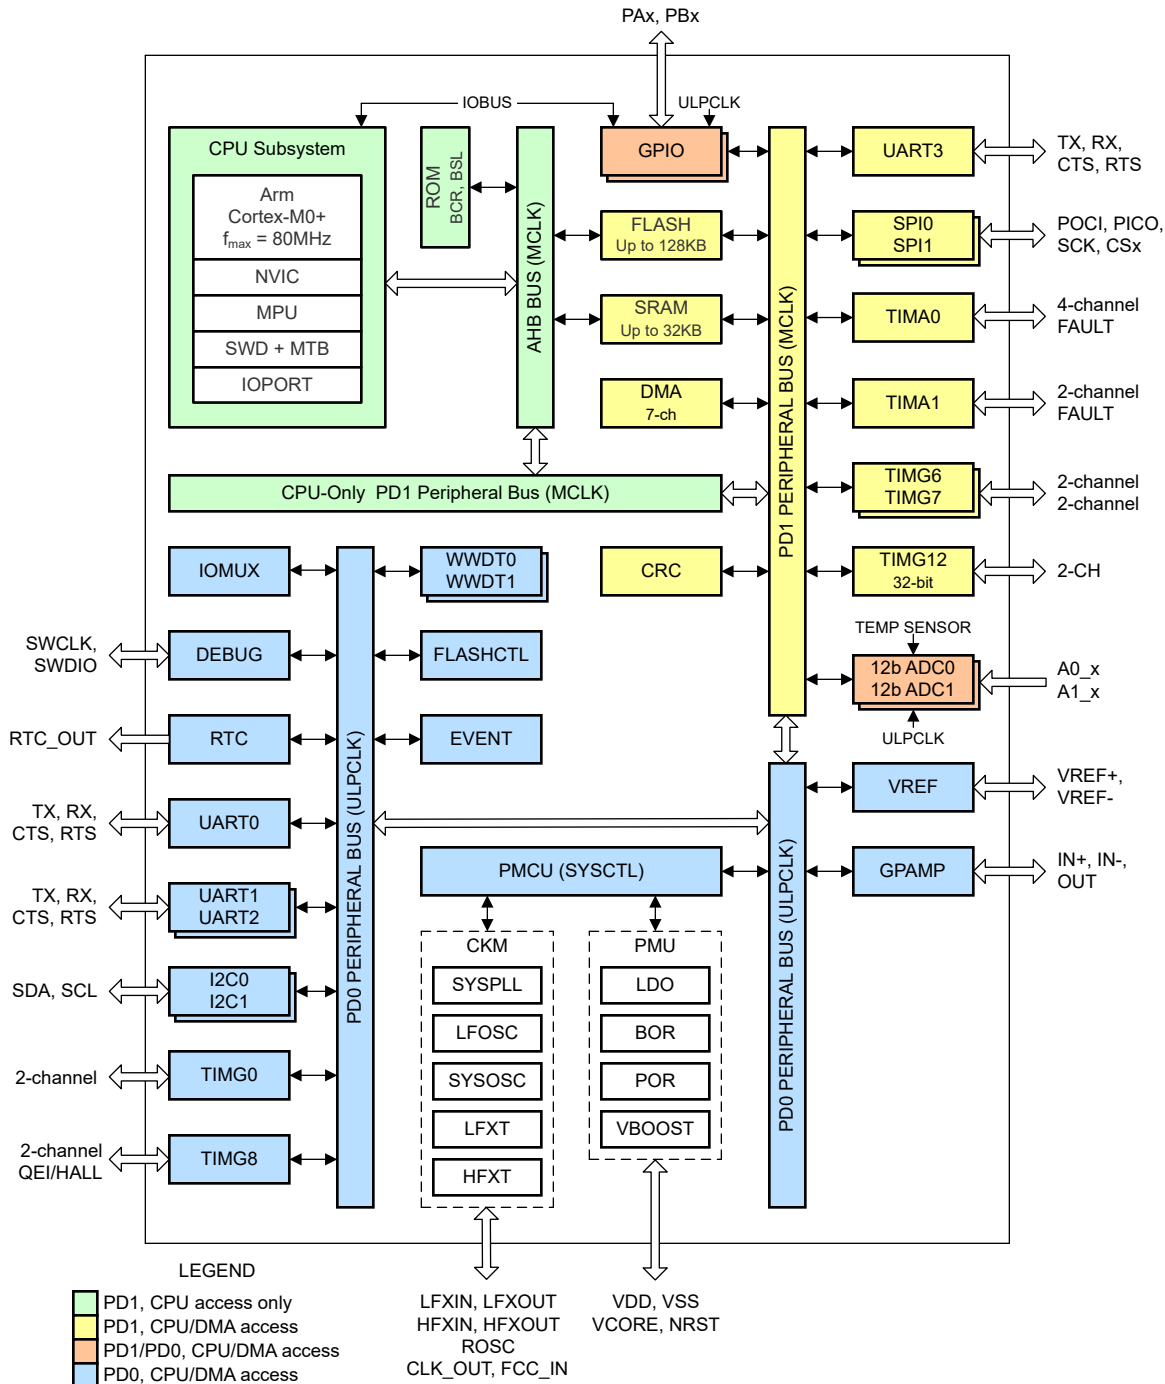 PAx, PBx
IOBUS
ULPCLK
CPU Subsystem
Arm
Cortex-M0+
fmax = 80MHz
NVIC
MPU
SWD + MTB
IOPORT
ROM
BCR, BSL
AHB BUS (MCLK)
GPIO
FLASH
Up to 128KB
SRAM
Up to 32KB
DMA
7-ch
PD1 PERIPHERAL BUS (MCLK)
UART3
TX, RX,
CTS, RTS
SPI0
SPI1
POCI, PICO,
SCK, CSx
TIMA0
4-channel
FAULT
TIMA1
2-channel
FAULT
CPU-Only PD1 Peripheral Bus (MCLK)
TIMG6
TIMG7
2-channel
2-channel
CRC
TIMG12
32-bit
2-CH
TEMP SENSOR
12b ADC0
12b ADC1
A0_x
A1_x
ULPCLK
IOMUX
WWDT0
WWDT1
SWCLK,
SWDIO
DEBUG
FLASHCTL
RTC_OUT
RTC
EVENT
PD0 PERIPHERAL BUS (ULPCLK)
TX, RX,
CTS, RTS
UART0
TX, RX,
CTS, RTS
UART1
UART2
SDA, SCL
I2C0
I2C1
2-channel
TIMG0
2-channel
QEI/HALL
TIMG8
PMCU (SYSCTL)
CKM
SYSPLL
LFOSC
SYSOSC
LFXT
HFXT
PMU
LDO
BOR
POR
VBOOST
PD0 PERIPHERAL BUS (ULPCLK)
VREF
VREF+,
VREF-
GPAMP
IN+, IN-,
OUT
LEGEND
PD1, CPU access only
PD1, CPU/DMA access
PD1/PD0, CPU/DMA access
PD0, CPU/DMA access
LFXIN, LFXOUT
HFXIN, HFXOUT
ROSC
CLK_OUT, FCC_IN
VDD, VSS
VCORE, NRST